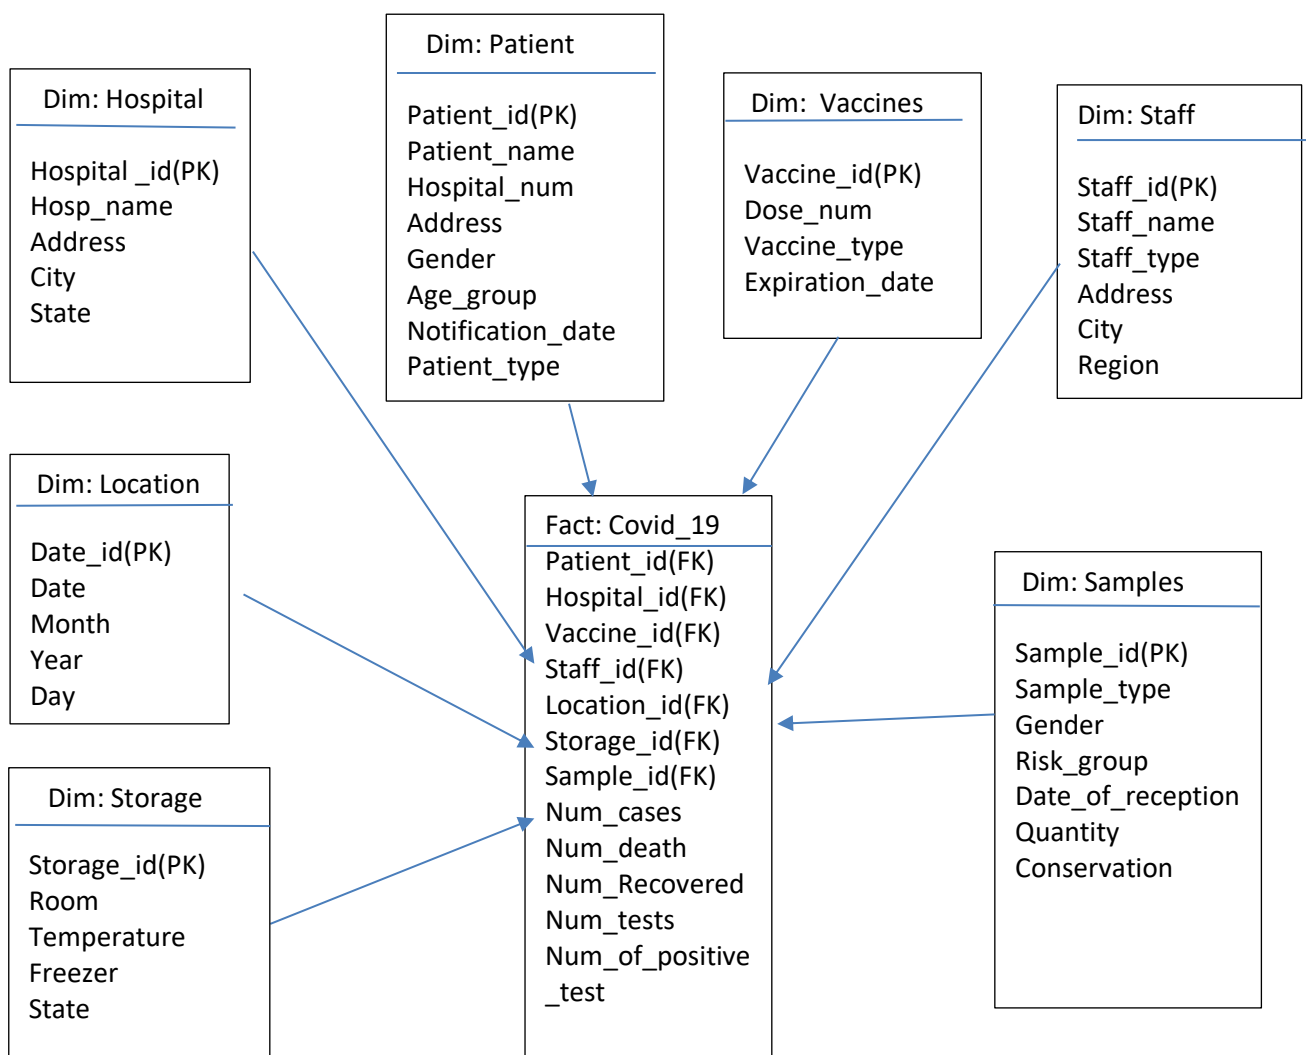 Dim: Patient
Patient_id(PK)
Patient_name
Hospital_num
Address
Gender
Age_group
Notification_date
Patient_type
Dim: Hospital
Hospital _id(PK)
Hosp_name
Address
City
State
Dim: Vaccines
Vaccine_id(PK)
Dose_num
Vaccine_type
Expiration_date
Dim: Staff
Staff_id(PK)
Staff_name
Staff_type
Address
City
Region
Dim: Location
Date_id(PK)
Date
Month
Year
Day
Fact: Covid_19
Patient_id(FK)
Hospital_id(FK)
Vaccine_id(FK)
Staff_id(FK)
Location_id(FK)
Storage_id(FK)
Sample_id(FK)
Num_cases
Num_death
Num_Recovered
Num_tests
Num_of_positive
_test
Dim: Samples
Sample_id(PK)
Sample_type
Gender
Risk_group
Date_of_reception
Quantity
Conservation
Dim: Storage
Storage_id(PK)
Room
Temperature
Freezer
State